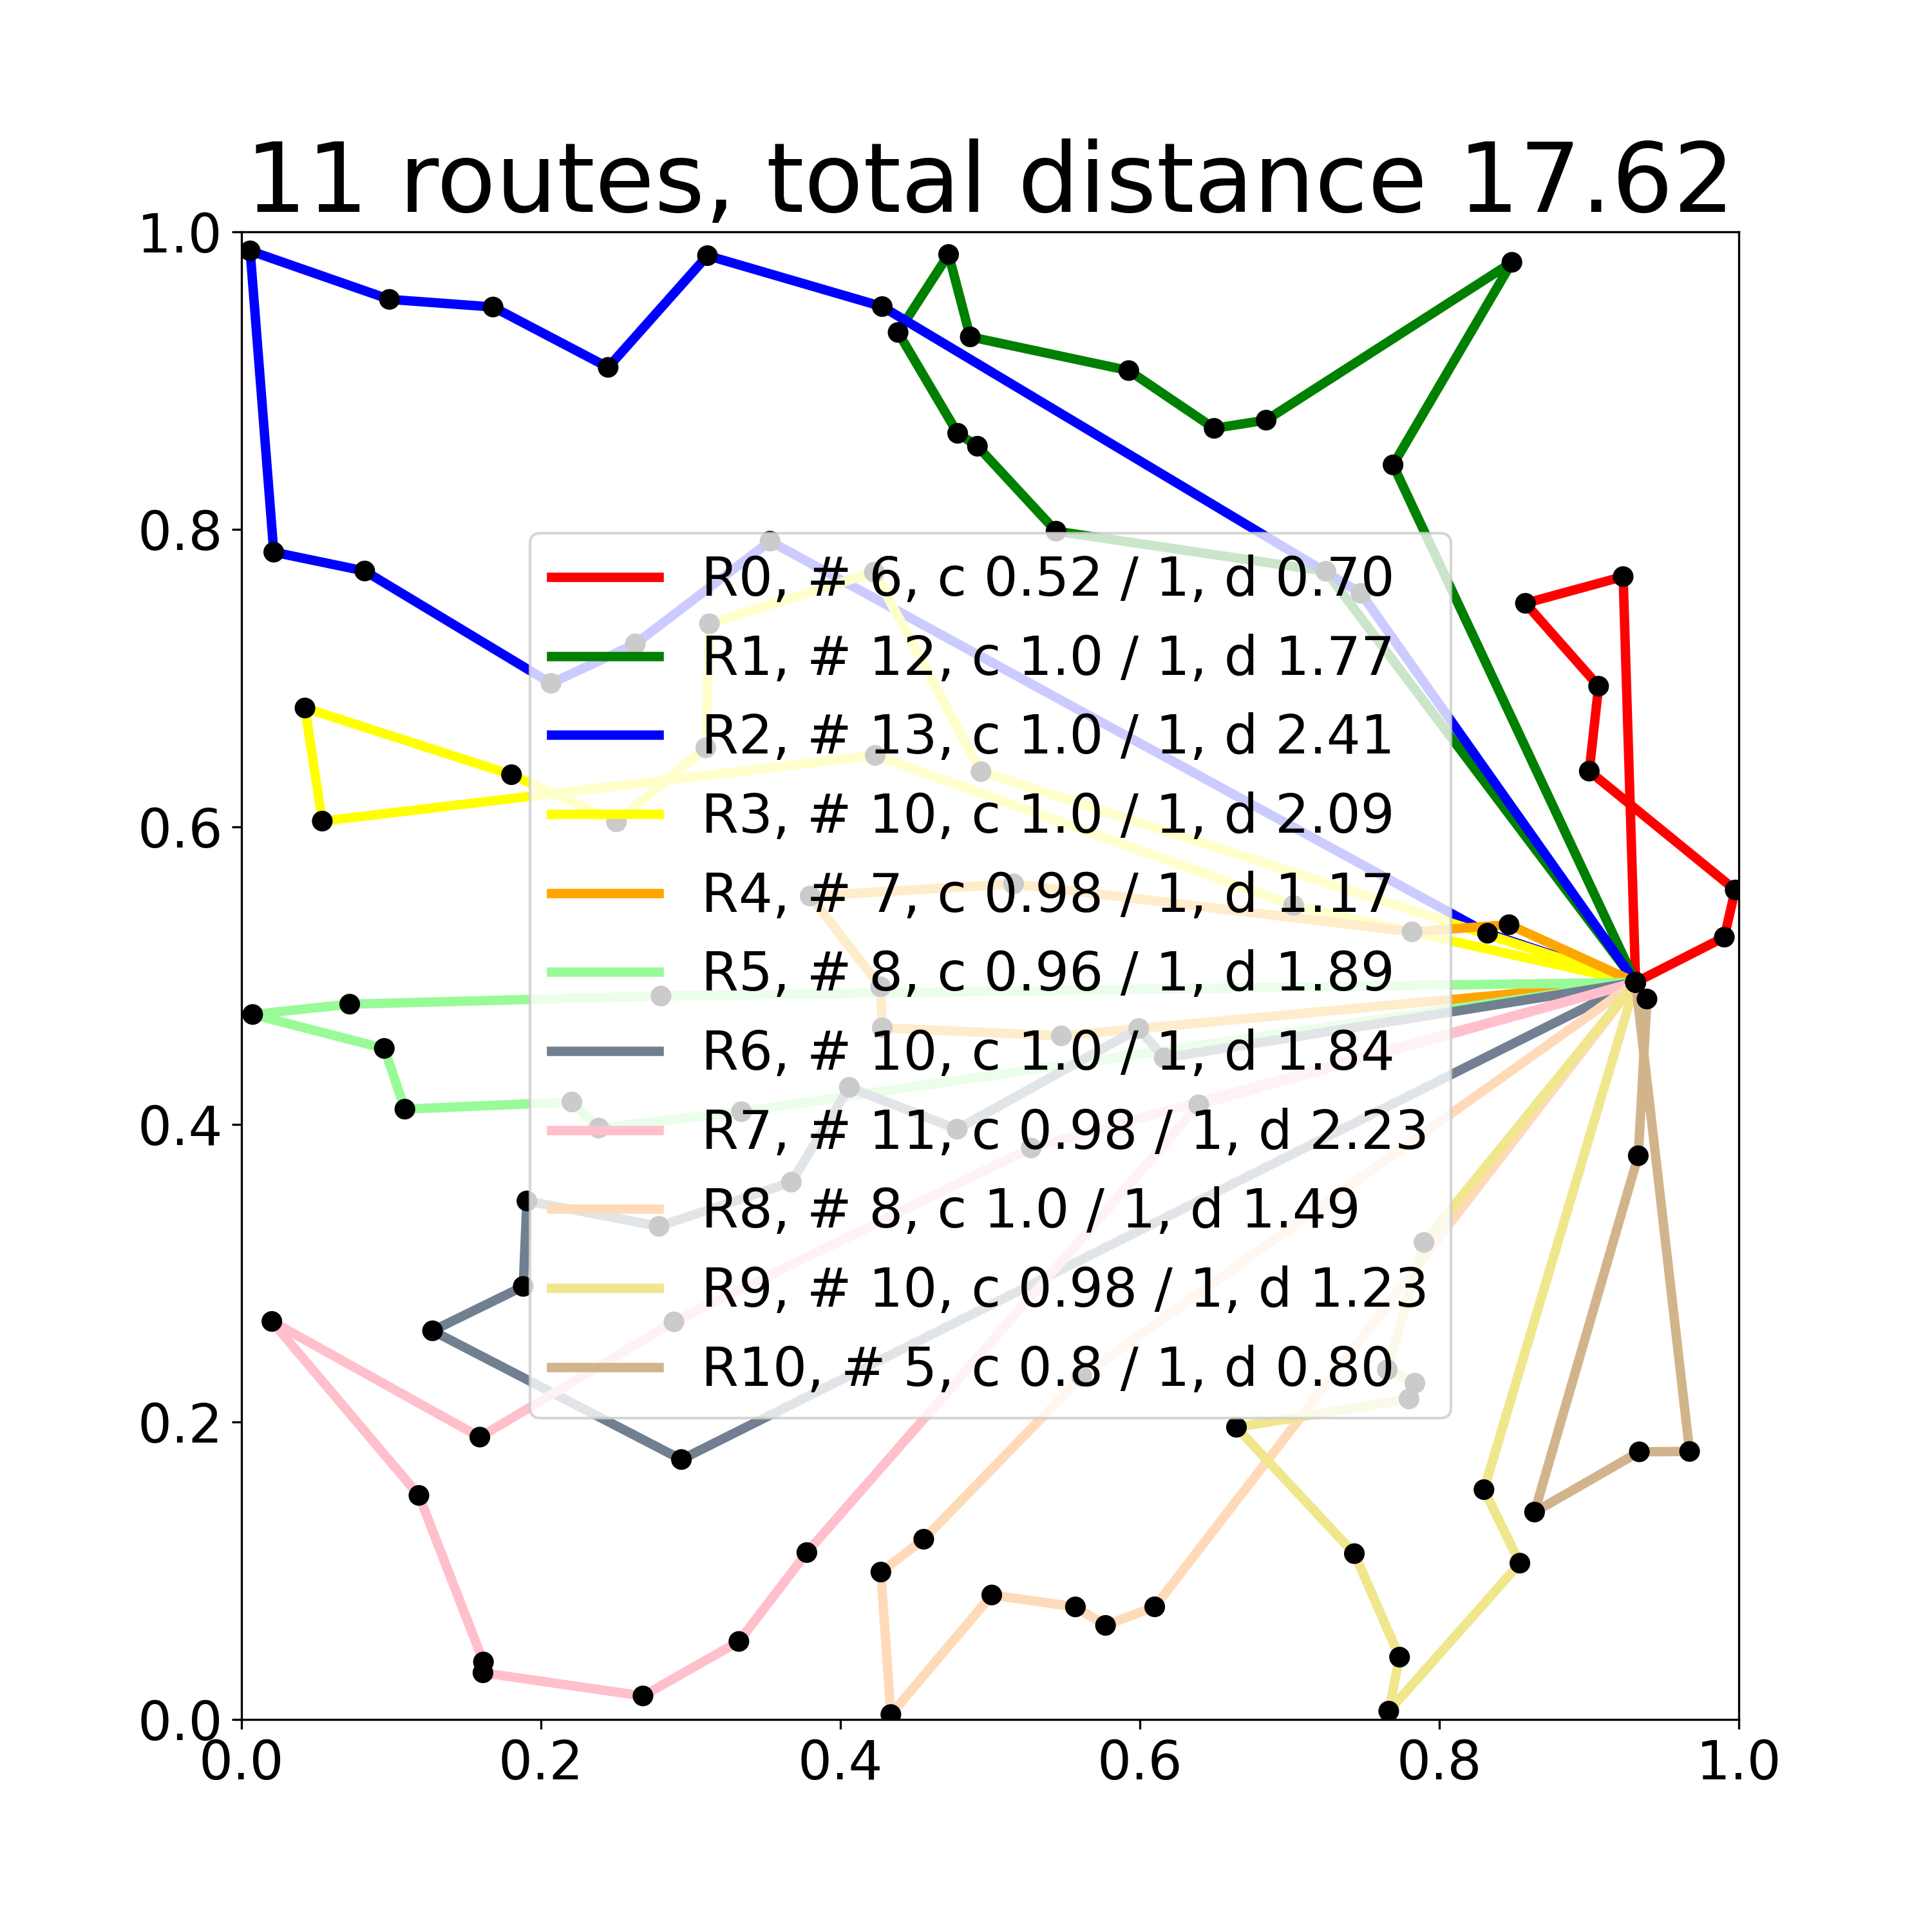 11 routes, total distance 17.62
1.0
0.8
0.6
0.4
0.2
0.0
R0, # 6, c 0.52 / 1, d 0.70
R1, # 12, c 1.0 / 1, d 1.77
R2, # 13, c 1.0 / 1, d 2.41
R3, # 10, c 1.0 / 1, d 2.09
R4, # 7, c 0.98 / 1, d 1.17
R5, # 8, c 0.96 / 1, d 1.89
R6, # 10, c 1.0 / 1, d 1.84
R7, # 11, c 0.98 / 1, d 2.23
R8, # 8, c 1.0 / 1, d 1.49
R9, # 10, c 0.98 / 1, d 1.23
R10, # 5, c 0.8 / 1, d 0.80
0.0 0.2 0.4 0.6 0.8 1.0